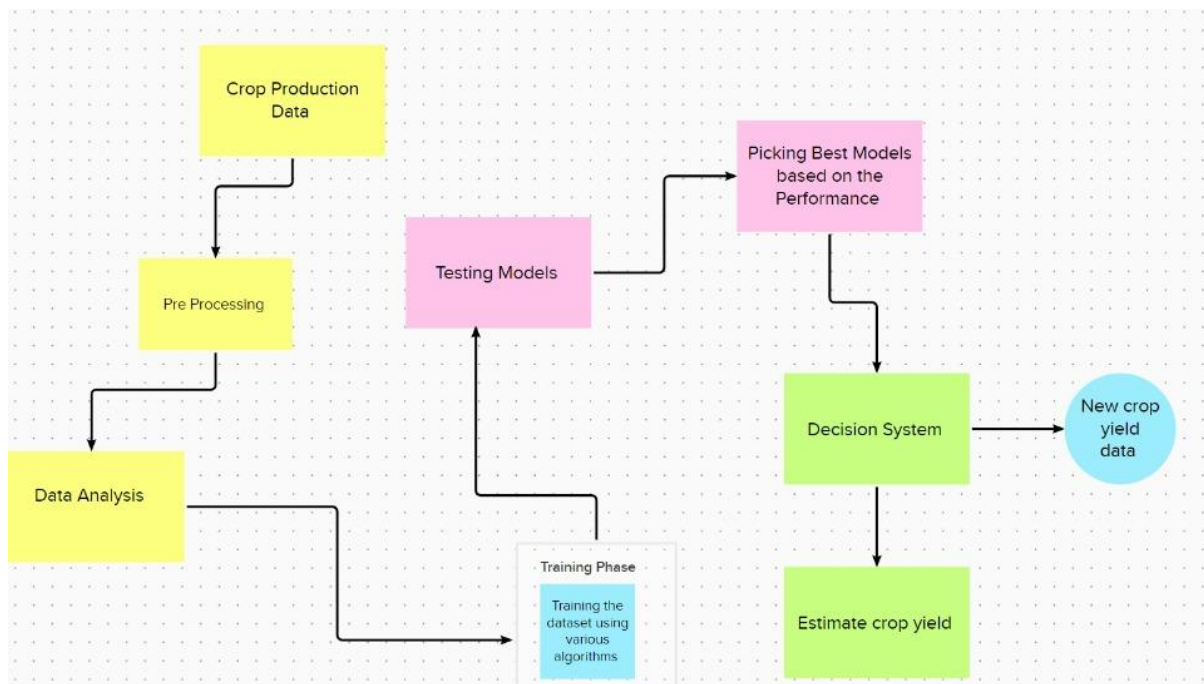 Crop Production
Data
Pre Processing
Data Analysis
Training Phase
Training the
dataset using
various
algorithms
Testing Models
Picking Best Models
based on the
Performance
Decision System
New crop
yield
data
Estimate crop yield